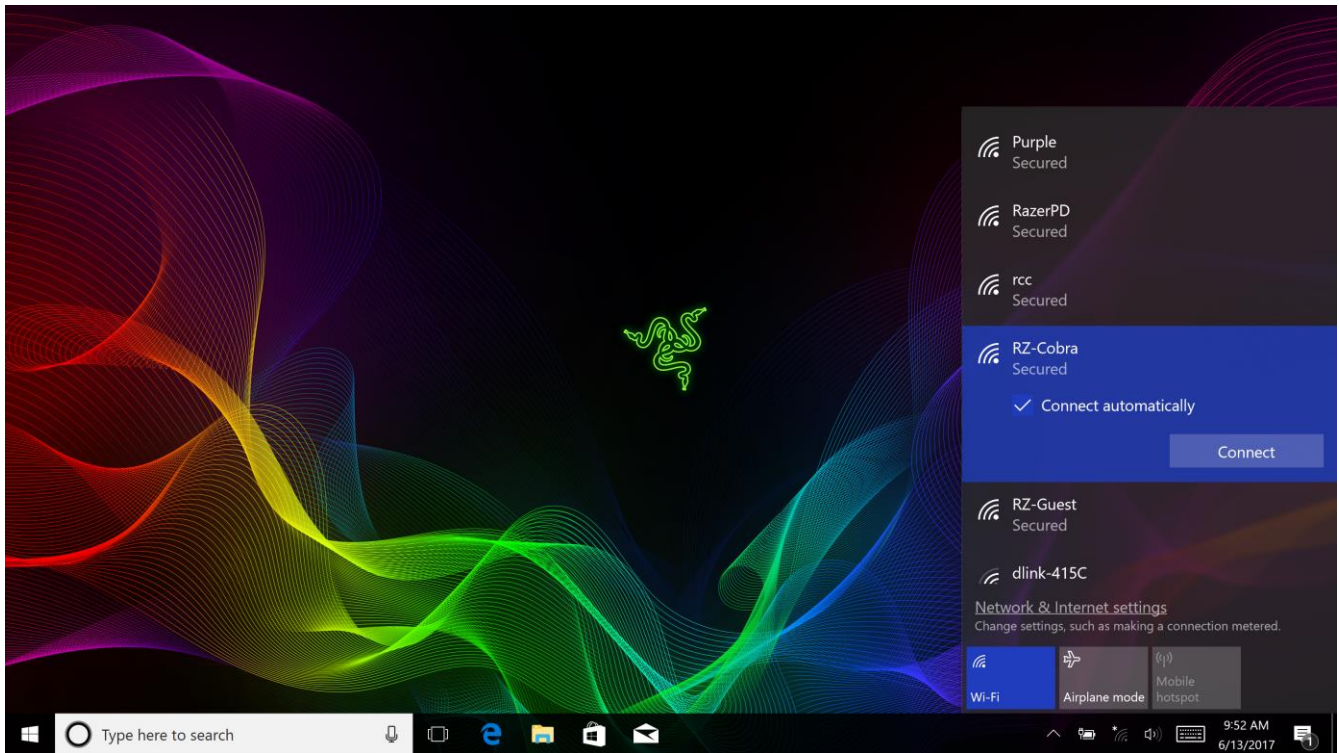 Purple
Secured
RazerPD
Secured
rcc
Secured
RZ-Cobra
Secured
Connect automatically
Connect
RZ-Guest
Secured
dlink-415C
Network & Internet settings
Change settings, such as making a connection metered.
Wi-Fi
Airplane mode
Mobile
hotspot
Type here to search
9:52 AM
6/13/2017
1